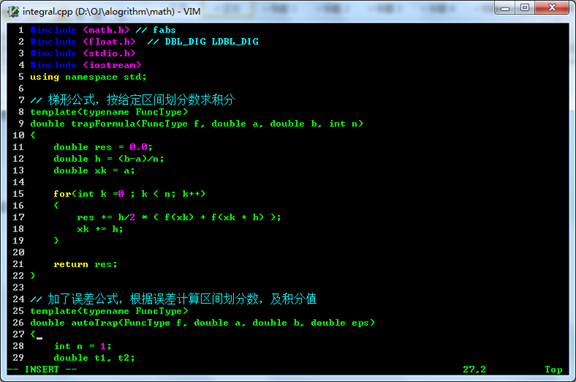 integral.cpp (D:\OJ\alogrithm\math) - VIM
1 #include <math.h> // fabs
2 #include <float.h>  // DBL_DIG LDBL_DIG
3 #include <stdio.h>
4 #include <iostream>
5 using namespace std;
6
7 // 梯形公式，按给定区间划分数求积分
8 template<typename FuncType>
9 double trapFormula(FuncType f, double a, double b, int n)
10 {
11     double res = 0.0;
12     double h = (b-a)/n;
13     double xk = a;
14
15     for(int k =0 ; k < n; k++)
16     {
17         res += h/2 * ( f(xk) + f(xk + h) );
18         xk += h;
19     }
20
21     return res;
22 }
23
24 // 加了误差公式，根据误差计算区间划分数，及积分值
25 template<typename FuncType>
26 double autoTrap(FuncType f, double a, double b, double eps)
27 {
28     int n = 1;
29     double t1, t2;
-- INSERT -- 27,2 Top